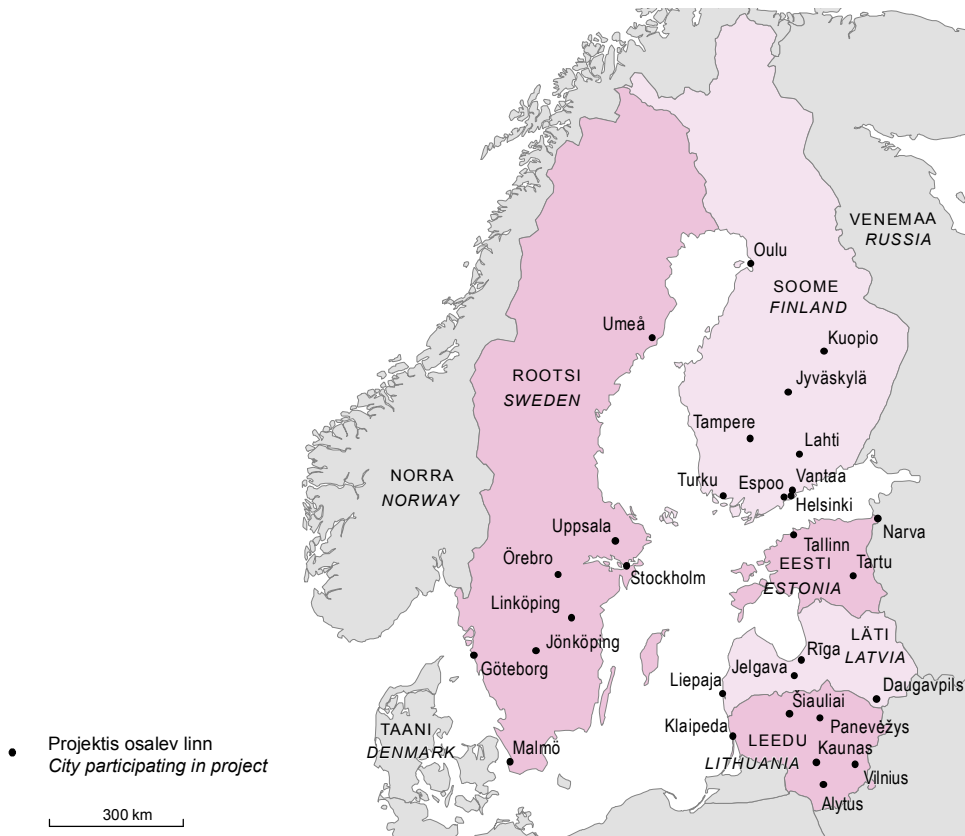 VENEMAA
RUSSIA
Oulu
SOOME
FINLAND
Umeå
Kuopio
ROOTSI
SWEDEN
Jyväskylä
Tampere
Lahti
NORRA
NORWAY
Turku
Espoo
Vantaa
Helsinki
Uppsala
Narva
Tallinn
Örebro
EESTI
Tartu
Stockholm
ESTONIA
Linköping
LÄTI
Jönköping
Rīga
LATVIA
Göteborg
Jelgava
Liepaja
Daugavpils
Šiauliai
Klaipeda
Panevėžys
TAANI
DENMARK
Malmö
LEEDU
Kaunas
LITHUANIA
Vilnius
Alytus
Projektis osalev linn
City participating in project
300 km